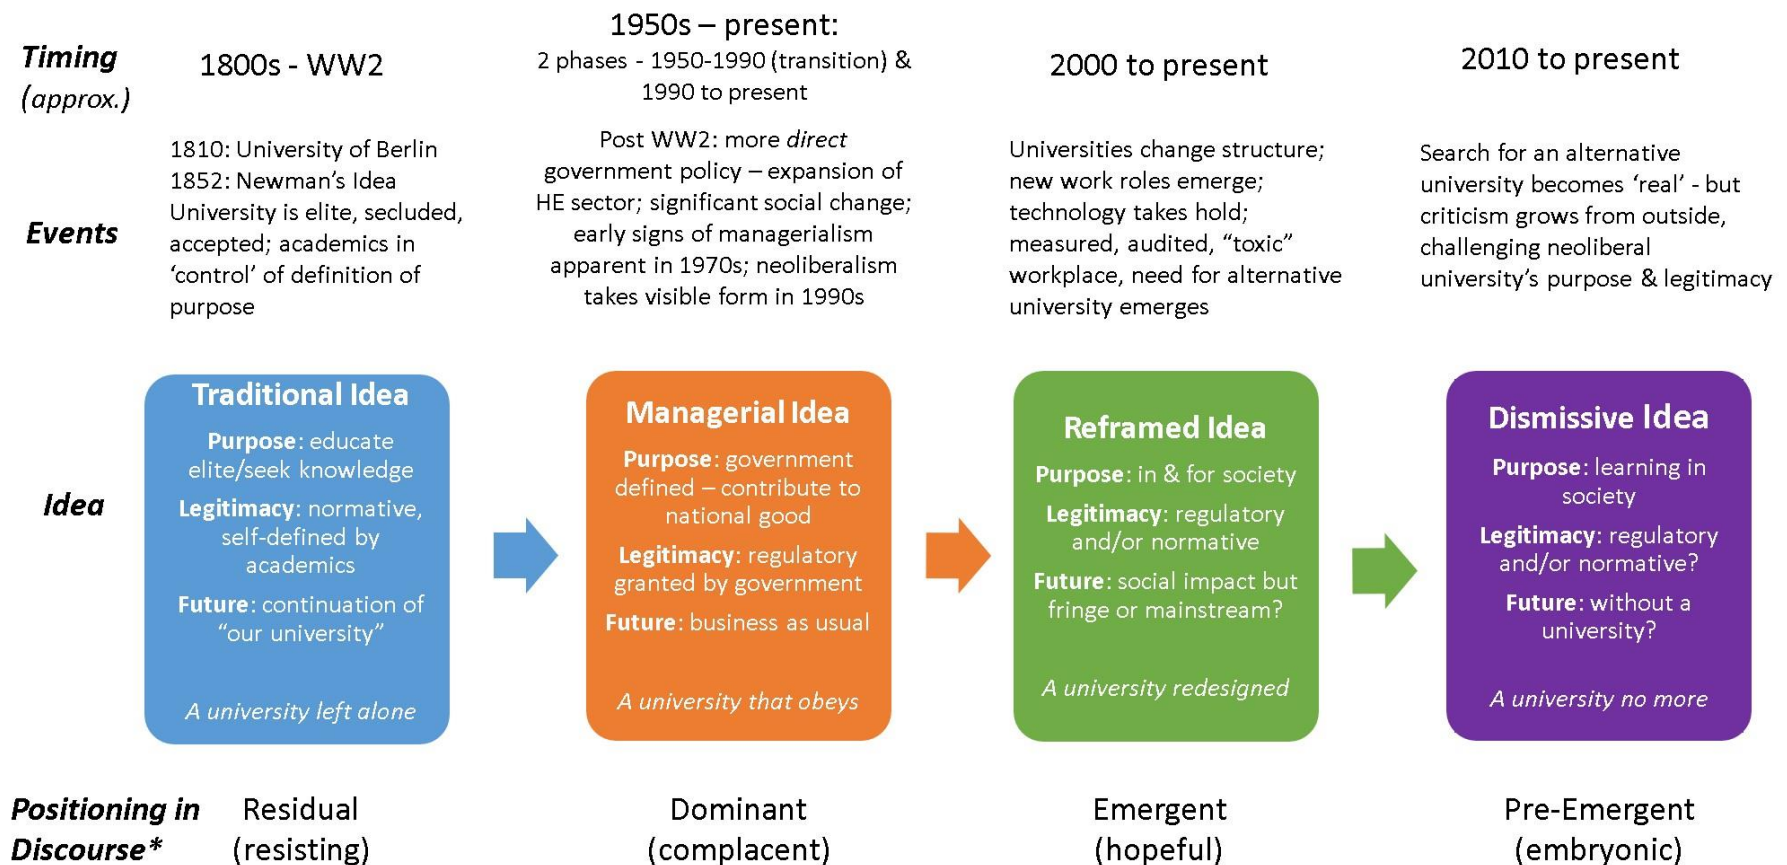 Timing
(approx.)
1800s - WW2
1950s – present:
2 phases - 1950-1990 (transition) &
1990 to present
2000 to present
2010 to present
Events
1810: University of Berlin
1852: Newman’s Idea
University is elite, secluded,
accepted; academics in
‘control’ of definition of
purpose
Post WW2: more direct
government policy – expansion of
HE sector; significant social change;
early signs of managerialism
apparent in 1970s; neoliberalism
takes visible form in 1990s
Universities change structure;
new work roles emerge;
technology takes hold;
measured, audited, “toxic”
workplace, need for alternative
university emerges
Search for an alternative
university becomes ‘real’ - but
criticism grows from outside,
challenging neoliberal
university’s purpose & legitimacy
Idea
Traditional Idea
Purpose: educate
elite/seek knowledge
Legitimacy: normative,
self-defined by
academics
Future: continuation of
“our university”
A university left alone
Managerial Idea
Purpose: government
defined – contribute to
national good
Legitimacy: regulatory
granted by government
Future: business as usual
A university that obeys
Reframed Idea
Purpose: in & for society
Legitimacy: regulatory
and/or normative
Future: social impact but
fringe or mainstream?
A university redesigned
Dismissive Idea
Purpose: learning in
society
Legitimacy: regulatory
and/or normative?
Future: without a
university?
A university no more
Positioning in
Discourse*
Residual
(resisting)
Dominant
(complacent)
Emergent
(hopeful)
Pre-Emergent
(embryonic)